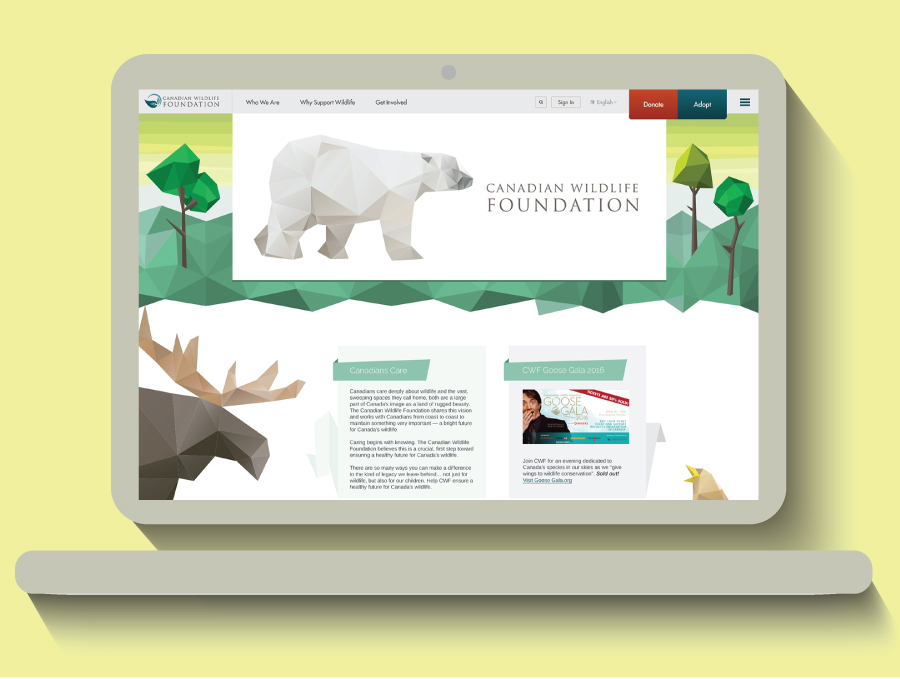 CANADIAN WILDLIFE
FOUNDATION
Who We Are
Why Support Wildlife
Get Involved
Sign In
English
Donate
Adopt
CANADIAN WILDLIFE
FOUNDATION
Canadians Care
Canadians care deeply about wildlife and the vast,
sweeping spaces they call home, both are a large
part of Canada's image as a land of rugged beauty.
The Canadian Wildlife Foundation shares this vision
and works with Canadians from coast to coast to
maintain something very important — a bright future
for Canada's wildlife.
Caring begins with knowing. The Canadian Wildlife
Foundation believes this is a crucial, first step toward
ensuring a healthy future for Canada's wildlife.
There are so many ways you can make a difference
to the kind of legacy we leave behind... not just for
wildlife, but also for our children. Help CWF ensure a
healthy future for Canada's wildlife.
CWF Goose Gala 2016
GOOSE
GALA
Join CWF for an evening dedicated to
Canada's species in our skies as we "give
wings to wildlife conservation". Sold out!
Visit Goose Gala.org